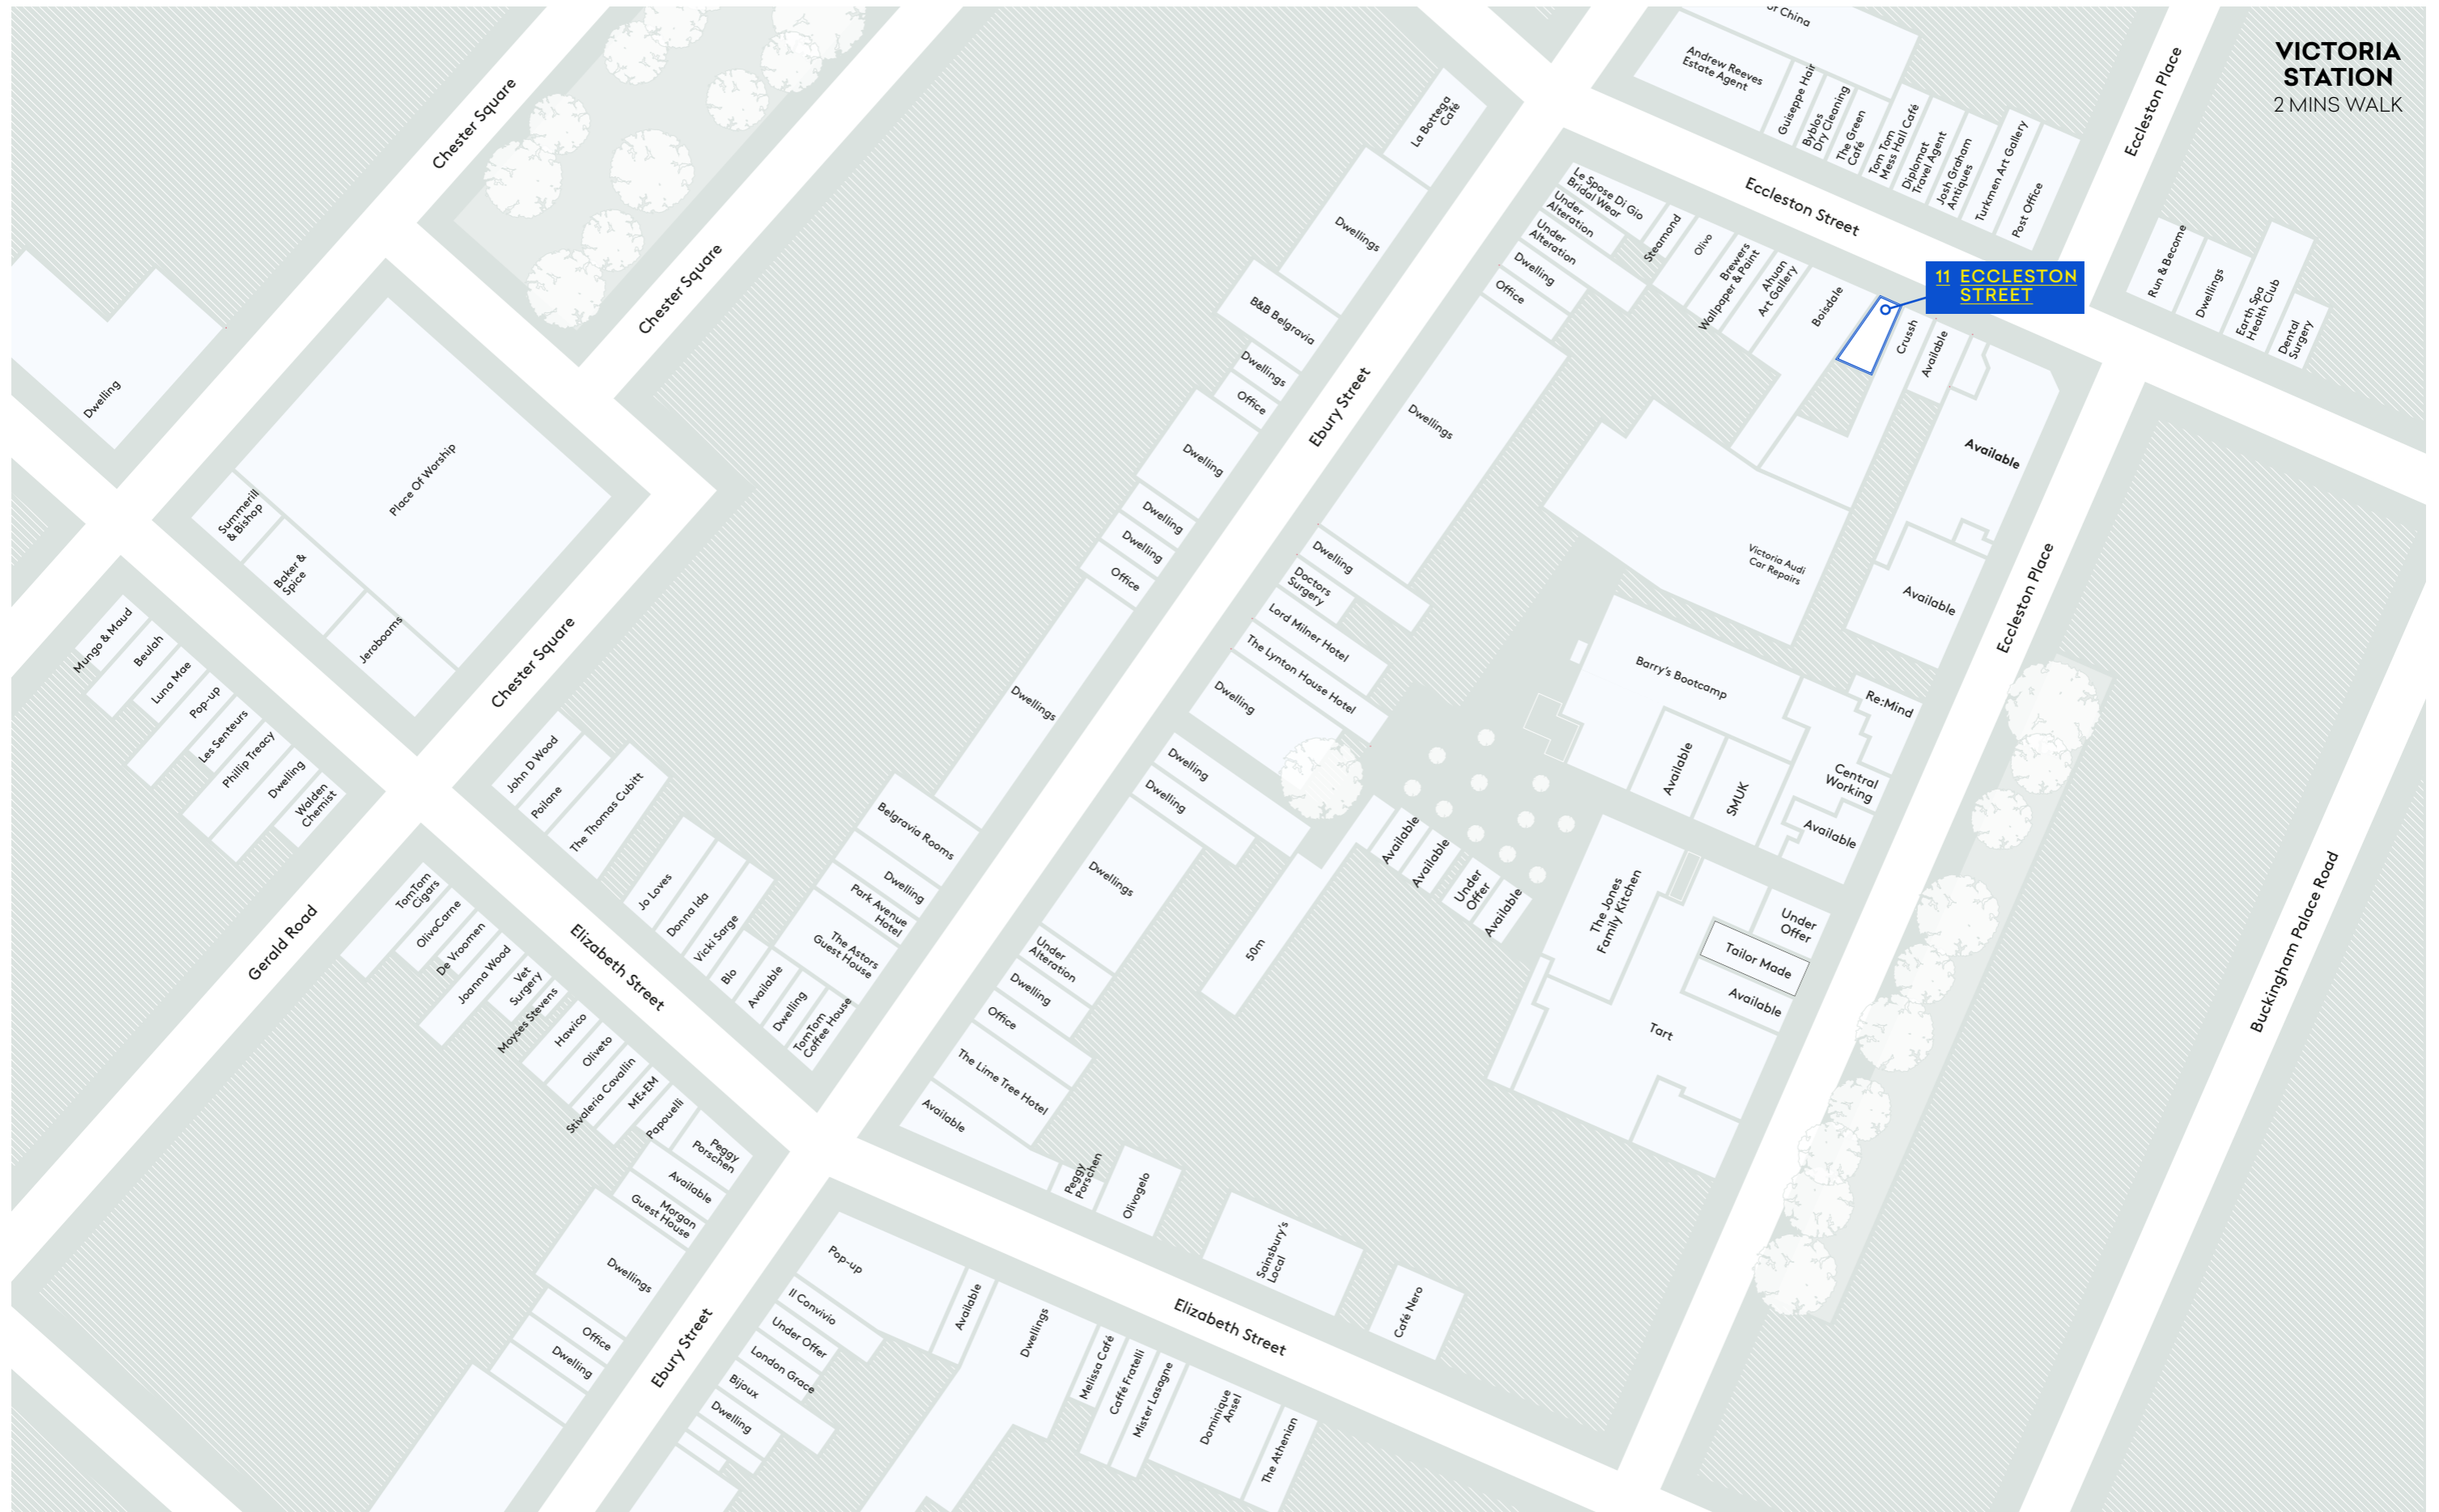 VICTORIA
STATION
2 MINS WALK
of China
Andrew Reeves
Estate Agent
Guiseppe Hair
Byblos
Dry Cleaning
The Green
Café
Tom Tom
Mess Hall Café
Diplomat
Travel Agent
Josh Graham
Antiques
Turkmen Art Gallery
Post Office
Eccleston Place
Chester Square
La Bottega
Café
Eccleston Street
Le Spose Di Gio
Bridal Wear
Under
Alteration
Under
Alteration
Dwelling
Office
Steamond
Olivo
Brewers
Wallpaper & Paint
Ahuan
Art Gallery
Boisdale
11 ECCLESTON
STREET
Crussh
Available
Run & Become
Dwellings
Earth Spa
Health Club
Dental
Surgery
Chester Square
Dwellings
B&B Belgravia
Dwellings
Office
Ebury Street
Dwellings
Dwelling
Dwelling
Place Of Worship
Summerill
& Bishop
Baker &
Spice
Jeroboams
Dwelling
Dwelling
Office
Available
Victoria Audi
Car Repairs
Available
Eccleston Place
Dwelling
Doctors
Surgery
Lord Milner Hotel
The Lynton House Hotel
Dwelling
Barry's Bootcamp
Re:Mind
Available
SMUK
Central
Working
Available
Mungo & Maud
Beulah
Luna Mae
Pop-up
Les Senteurs
Phillip Treacy
Dwelling
Walden
Chemist
Chester Square
Dwellings
John D Wood
Poilane
The Thomas Cubitt
Jo Loves
Donna Ida
Vicki Sarge
Blo
Available
Dwelling
TomTom
Coffee House
Belgravia Rooms
Dwelling
Park Avenue
Hotel
The Astors
Guest House
Dwelling
Dwelling
Dwellings
Available
Available
Under
Offer
Available
50m
The Jones
Family Kitchen
Under
Offer
Tailor Made
Available
Tart
Buckingham Palace Road
Gerald Road
TomTom
Cigars
OlivoCarne
De Vroomen
Joanna Wood
Vet
Surgery
Moyses Stevens
Hawico
Oliveto
Stivaleria Cavallin
ME+EM
Papouelli
Peggy
Porschen
Available
Morgan
Guest House
Dwellings
Office
Dwelling
Elizabeth Street
Under
Alteration
Dwelling
Office
The Lime Tree Hotel
Available
Peggy
Porschen
Olivogelo
Sainsbury's
Local
Café Nero
Elizabeth Street
Ebury Street
Pop-up
Il Convivio
Under Offer
London Grace
Bijoux
Dwelling
Available
Dwellings
Melissa Café
Caffé Fratelli
Mister Lasagne
Dominique
Ansel
The Athenian